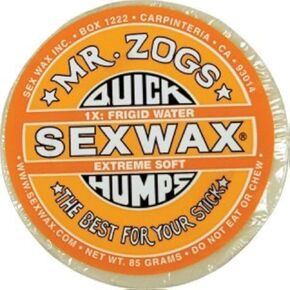 SEX WAX INC. • BOX 1222 • CARPINTERIA • CA • 93014
MR. ZOGS
QUICK
1X: FRIGID WATER
SEXWAX®
EXTREME SOFT
HUMPS
THE BEST FOR YOUR STICK
WWW.SEXWAX.COM • NET WT. 85 GRAMS • DO NOT EAT OR CHEW •